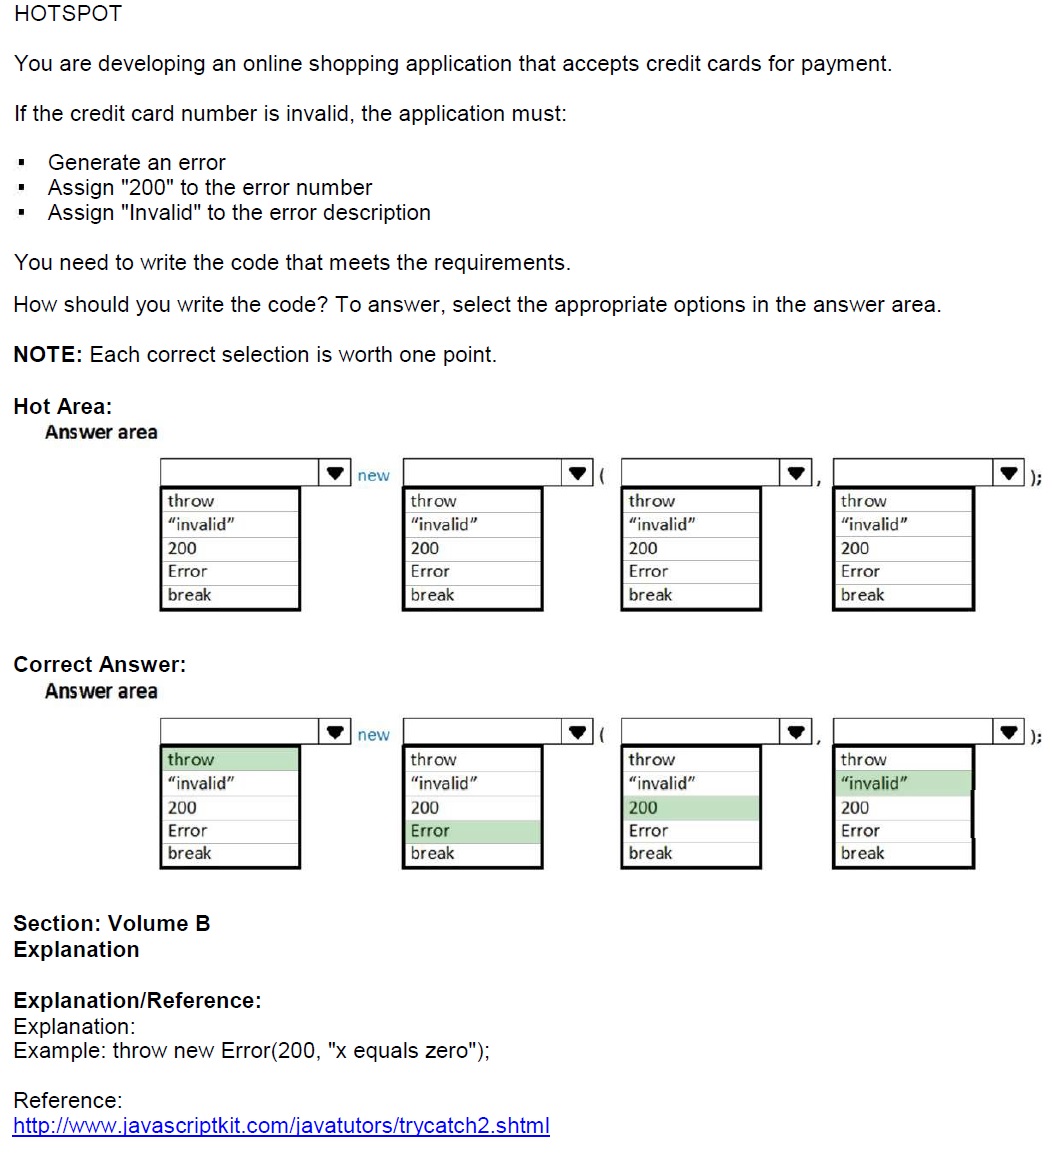 HOTSPOT
You are developing an online shopping application that accepts credit cards for payment.
If the credit card number is invalid, the application must:
▪ Generate an error
▪ Assign "200" to the error number
▪ Assign "Invalid" to the error description
You need to write the code that meets the requirements.
How should you write the code? To answer, select the appropriate options in the answer area.
NOTE: Each correct selection is worth one point.
Hot Area:
Answer area
new ( , );
throw throw throw throw
“invalid” “invalid” “invalid” “invalid”
200 200 200 200
Error Error Error Error
break break break break
Correct Answer:
Answer area
new ( , );
throw throw throw throw
“invalid” “invalid” “invalid” “invalid”
200 200 200 200
Error Error Error Error
break break break break
Section: Volume B
Explanation
Explanation/Reference:
Explanation:
Example: throw new Error(200, "x equals zero");
Reference:
http://www.javascriptkit.com/javatutors/trycatch2.shtml